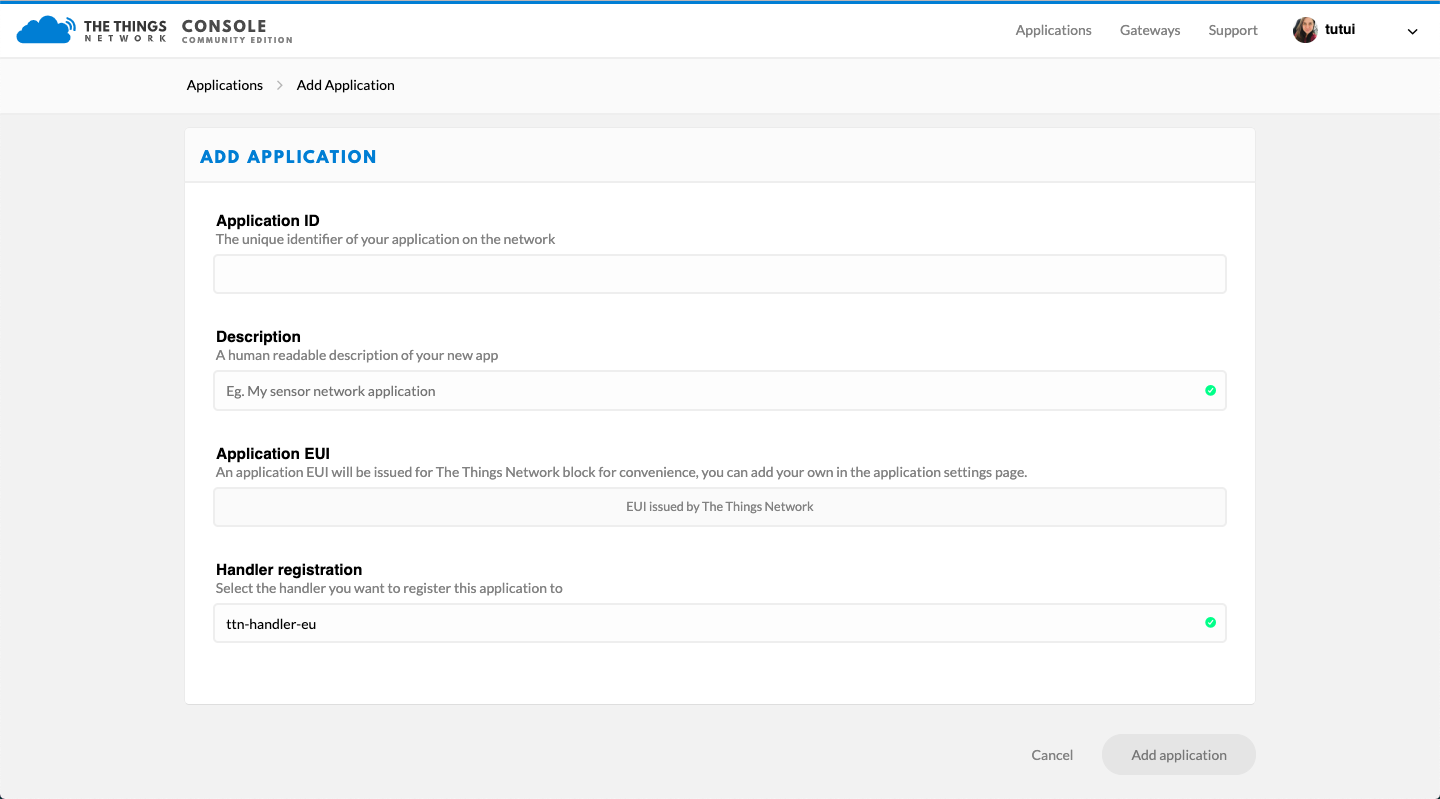 THE THINGS NETWORK CONSOLE COMMUNITY EDITION
Applications Gateways Support tutui
Applications Add Application
ADD APPLICATION
Application ID
The unique identifier of your application on the network
Description
A human readable description of your new app
Eg. My sensor network application
Application EUI
An application EUI will be issued for The Things Network block for convenience, you can add your own in the application settings page.
EUI issued by The Things Network
Handler registration
Select the handler you want to register this application to
ttn-handler-eu
Cancel Add application